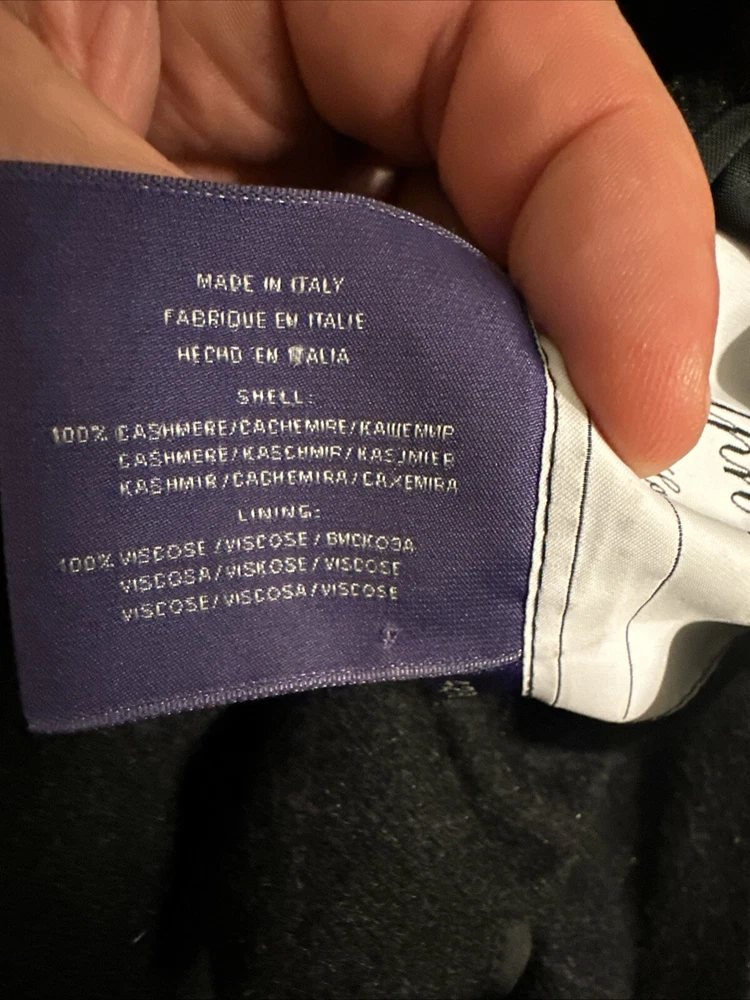 MADE IN ITALY
FABRIQUE EN ITALIE
HECHO EN ITALIA
SHELL:
100% CASHMERE/CACHEMIRE/КАШЕМИР
CASHMERE/KASCHMIR/KASJMIER
KASHMIR/CACHEMIRA/CAXEMIRA
LINING:
100% VISCOSE/VISCOSE/ВИСКОЗА
VISCOSA/VISKOSE/VISCOSE
VISCOSE/VISCOSA/VISCOSE